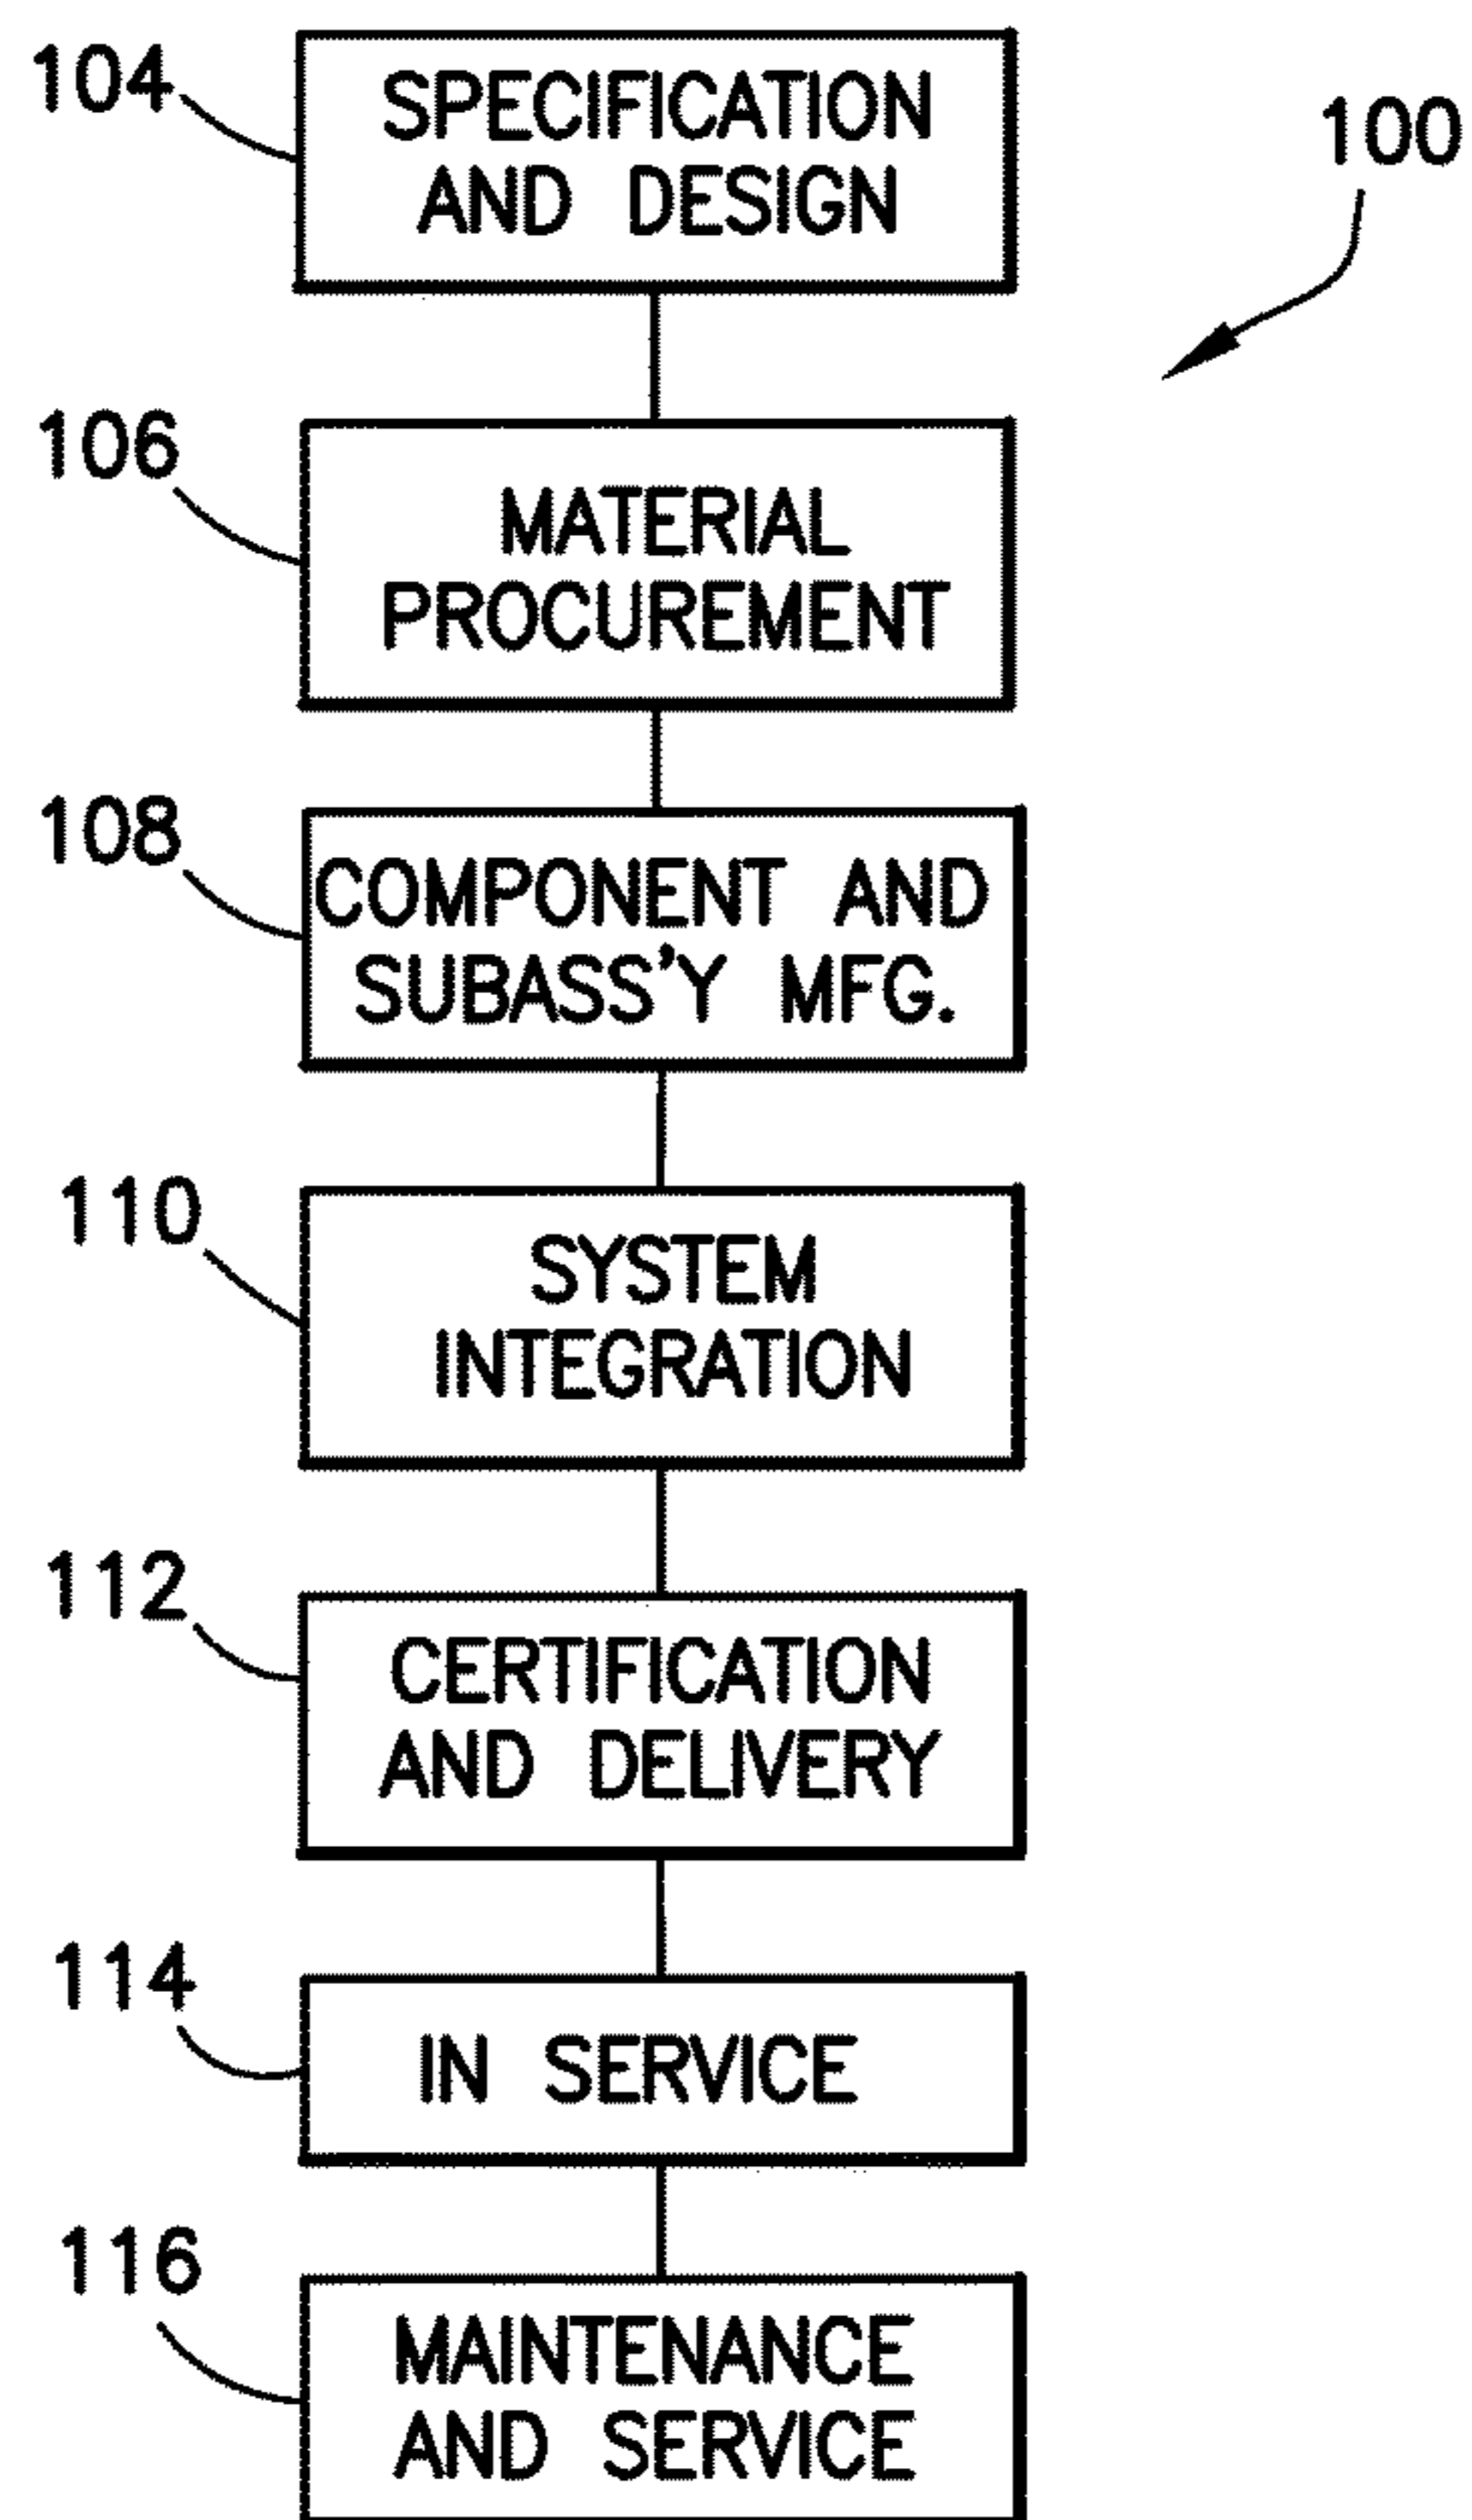 104
SPECIFICATION
AND DESIGN
100
106
MATERIAL
PROCUREMENT
108
COMPONENT AND
SUBASS'Y MFG.
110
SYSTEM
INTEGRATION
112
CERTIFICATION
AND DELIVERY
114
IN SERVICE
116
MAINTENANCE
AND SERVICE